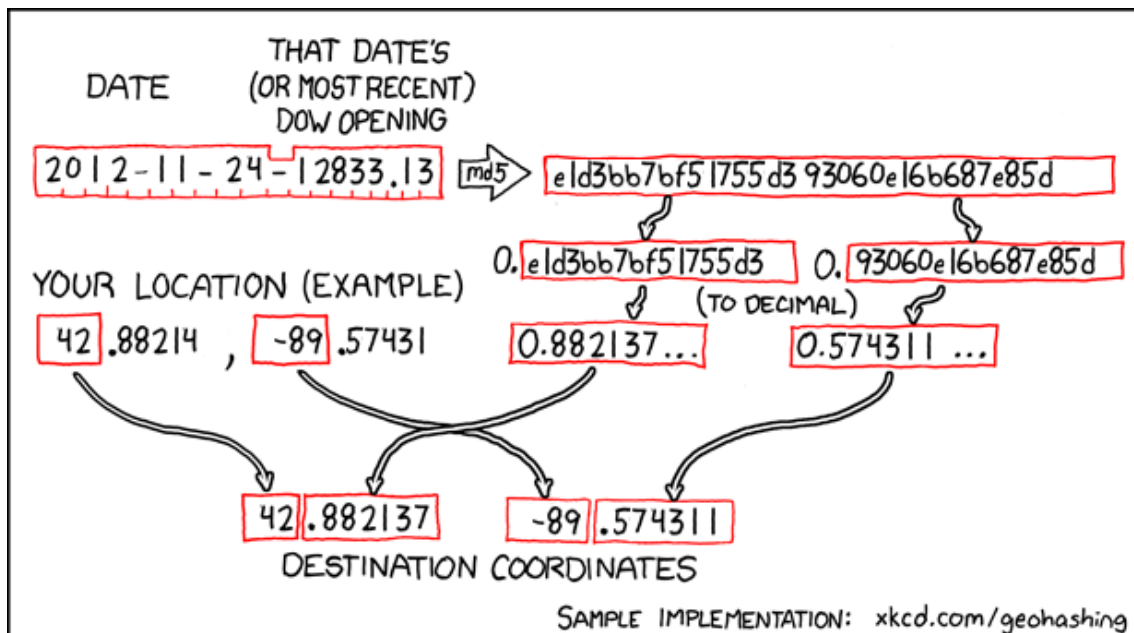 DATE
THAT DATE'S
(OR MOST RECENT)
DOW OPENING
2012-11-24-12833.13
md5
e1d3bb7bf51755d393060e16b687e85d
0.e1d3bb7bf51755d3
0.93060e16b687e85d
(TO DECIMAL)
YOUR LOCATION (EXAMPLE)
42.88214, -89.57431
0.882137...
0.574311 ...
42.882137
-89.574311
DESTINATION COORDINATES
SAMPLE IMPLEMENTATION: xkcd.com/geohashing